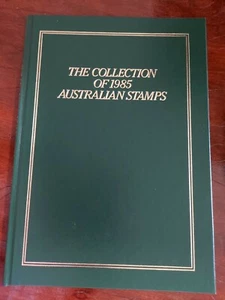 THE COLLECTION
OF 1985
AUSTRALIAN STAMPS